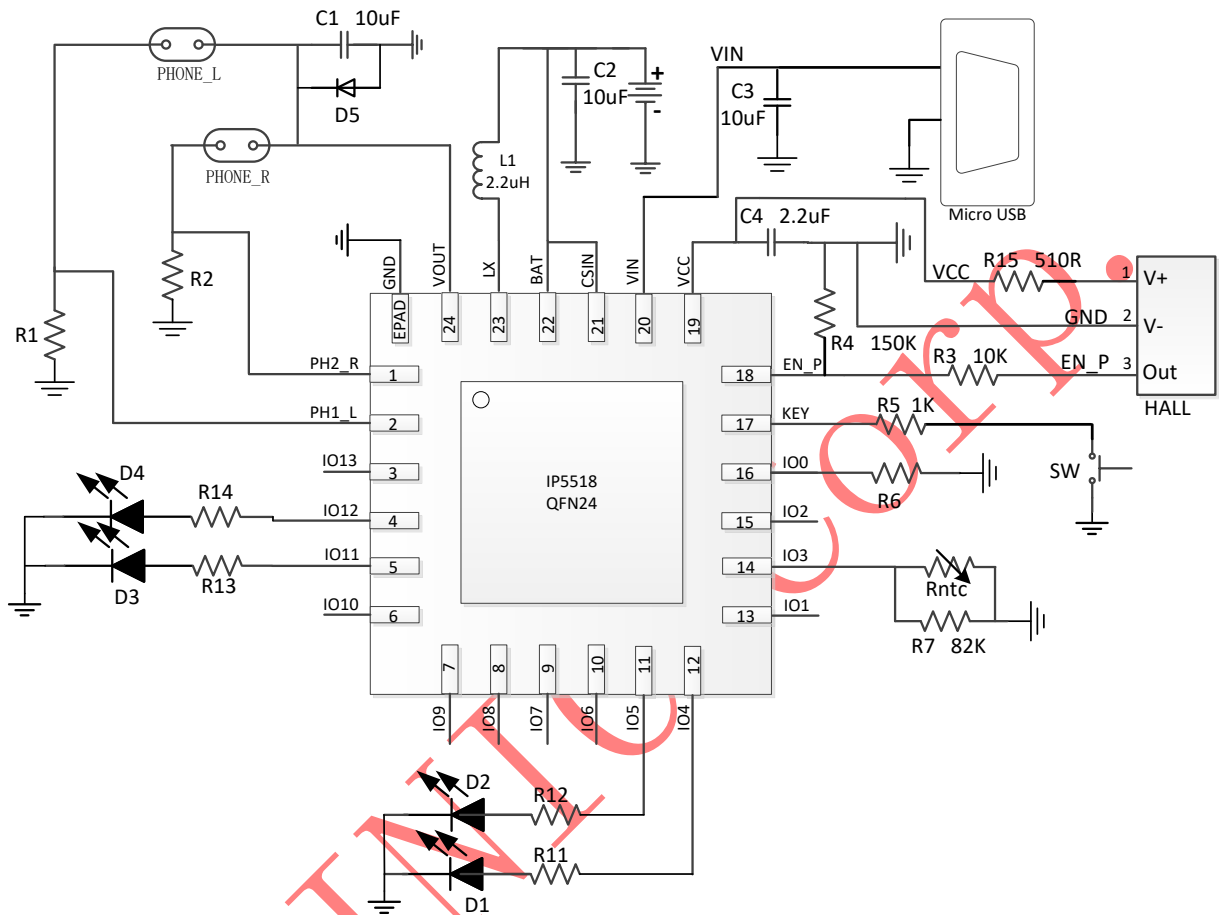 C1 10uF
PHONE_L
D5
PHONE_R
C2
10uF
+
-
L1
2.2uH
VIN
C3
10uF
Micro USB
C4 2.2uF
R1
R2
GND
VOUT
LX
BAT
CSIN
VIN
VCC
EPAD
24
23
22
21
20
19
VCC
R15 510R
1
V+
GND
2
V-
R4 150K
R3 10K
EN_P
3
Out
HALL
PH2_R
1
PH1_L
2
IO13
3
IO12
4
IO11
5
IO10
6
IP5518
QFN24
18
EN_P
17
KEY
R5 1K
16
IO0
R6
SW
15
IO2
14
IO3
Rntc
R7 82K
13
IO1
D4
R14
D3
R13
7
8
9
10
11
12
IO9
IO8
IO7
IO6
IO5
IO4
D2
R12
R11
D1